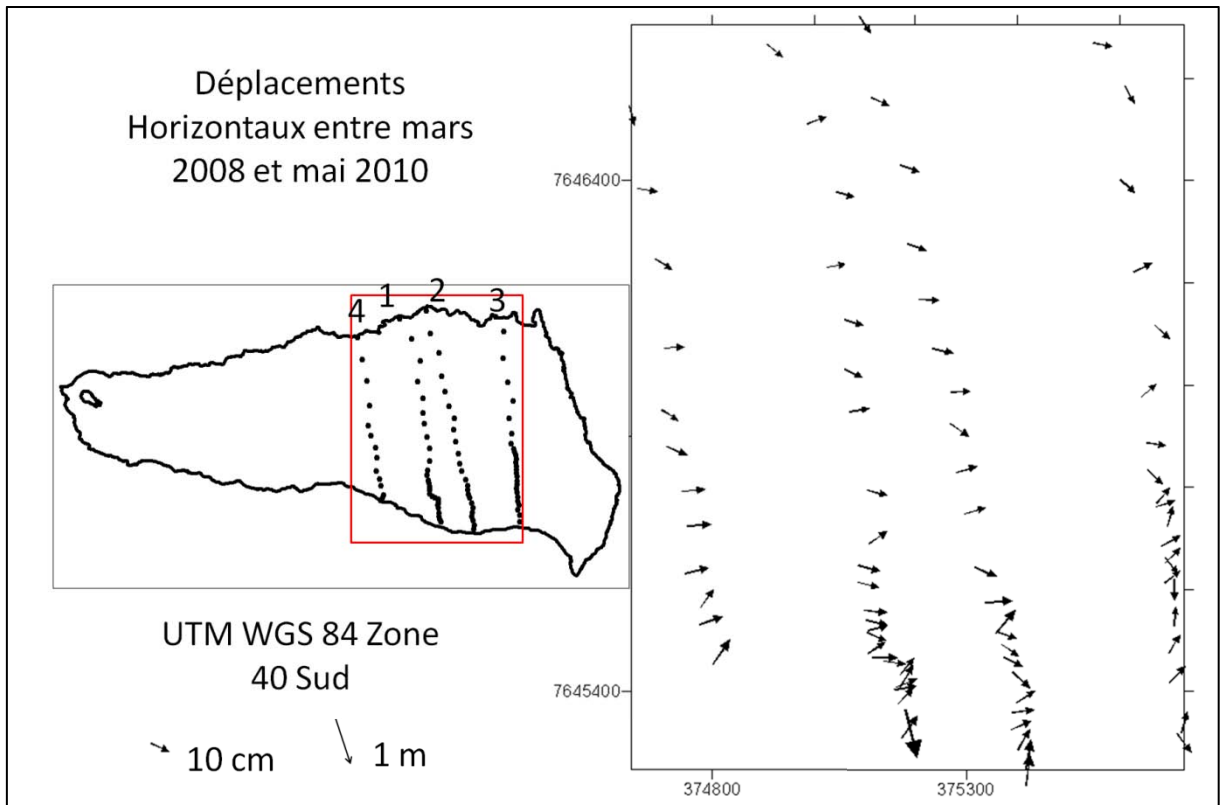 Déplacements
Horizontaux entre mars
2008 et mai 2010
4 1 2 3
UTM WGS 84 Zone
40 Sud
10 cm 1 m
7646400
7645400
374800 375300